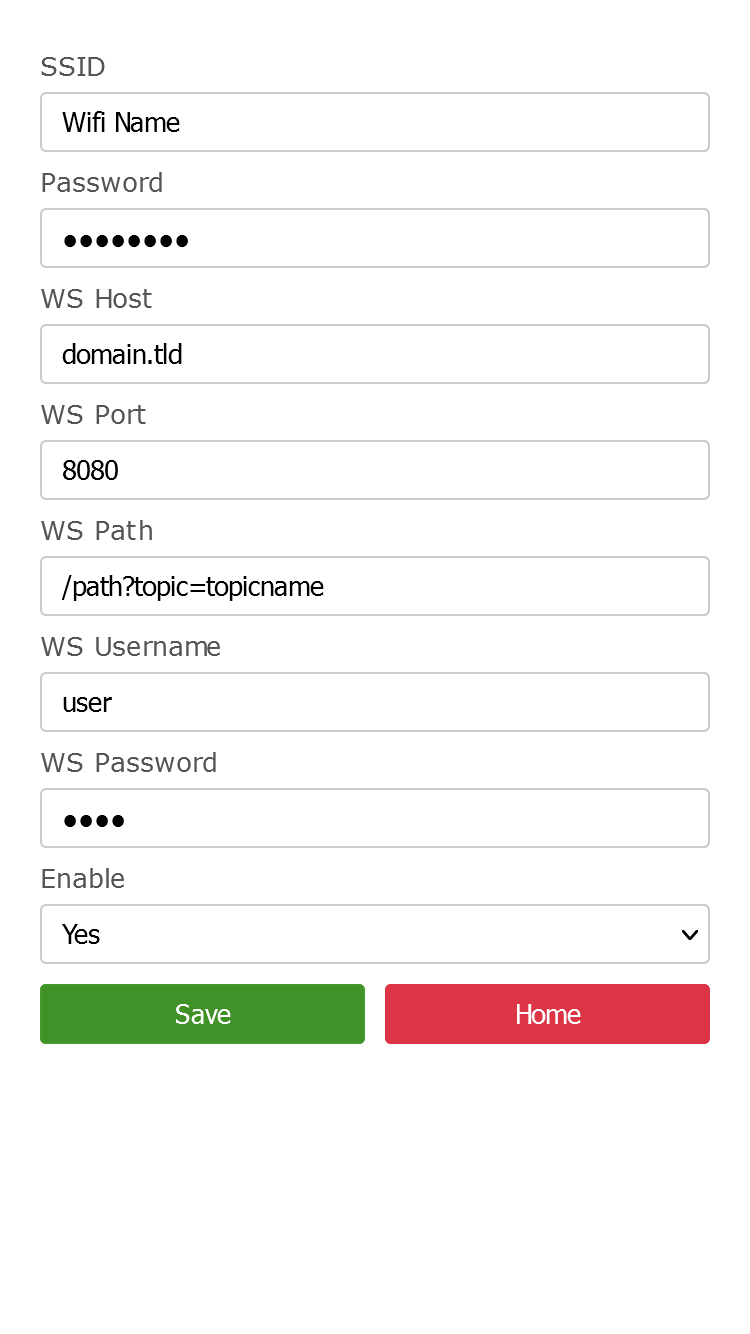 SSID
Wifi Name
Password
••••••••
WS Host
domain.tld
WS Port
8080
WS Path
/path?topic=topicname
WS Username
user
WS Password
••••
Enable
Yes
Save
Home